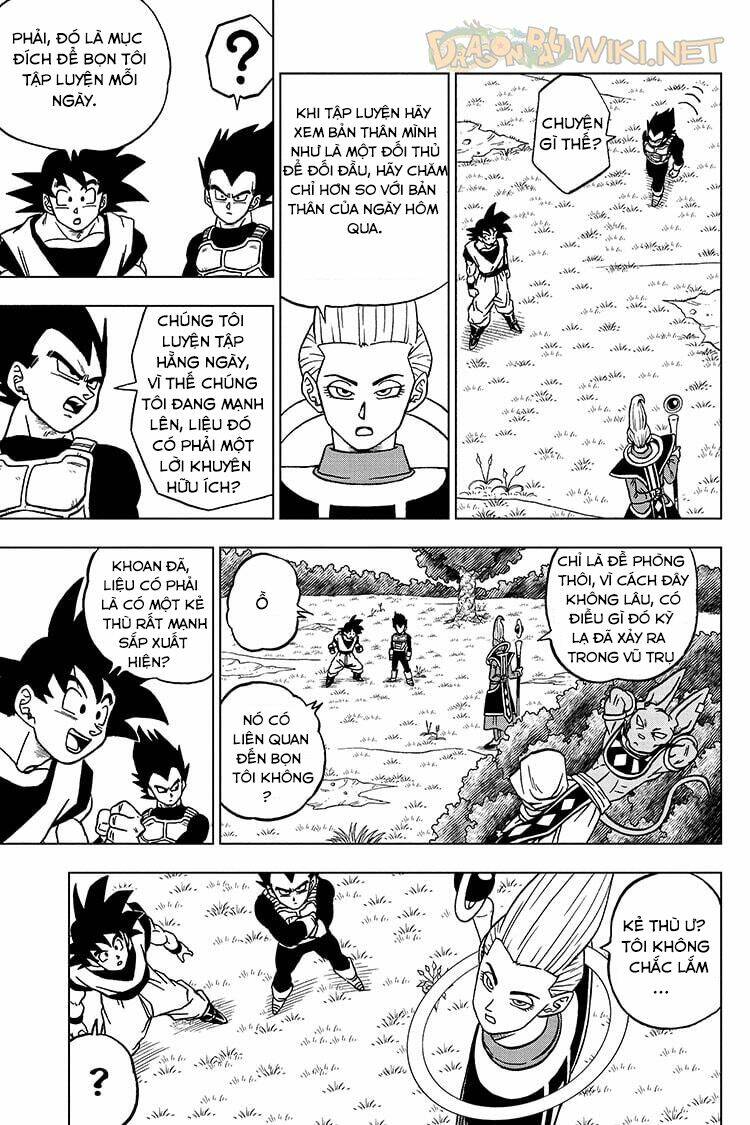 DRAGON BALL WIKI.NET
CHUYỆN
GÌ THẾ?
KHI TẬP LUYỆN HÃY
XEM BẢN THÂN MÌNH
NHƯ LÀ MỘT ĐỐI THỦ
ĐỂ ĐỐI ĐẦU, HÃY CHĂM
CHỈ HƠN SO VỚI BẢN
THÂN CỦA NGÀY HÔM
QUA.
?
PHẢI, ĐÓ LÀ MỤC
ĐÍCH ĐỂ BỌN TÔI
TẬP LUYỆN MỖI
NGÀY.
CHÚNG TÔI
LUYỆN TẬP
HẰNG NGÀY,
VÌ THẾ CHÚNG
TÔI ĐANG MẠNH
LÊN, LIỆU ĐÓ
CÓ PHẢI MỘT
LỜI KHUYÊN
HỮU ÍCH?
CHỈ LÀ ĐỀ PHÒNG
THÔI, VÌ CÁCH ĐÂY
KHÔNG LÂU, CÓ
ĐIỀU GÌ ĐÓ KỲ
LẠ ĐÃ XẢY RA
TRONG VŨ TRỤ
Ồ
NÓ CÓ
LIÊN QUAN
ĐẾN BỌN
TÔI KHÔNG
?
KHOAN ĐÃ,
LIỆU CÓ PHẢI
LÀ CÓ MỘT KẺ
THÙ RẤT MẠNH
SẮP XUẤT
HIỆN?
KẺ THÙ Ư?
TÔI KHÔNG
CHẮC LẮM
...
?